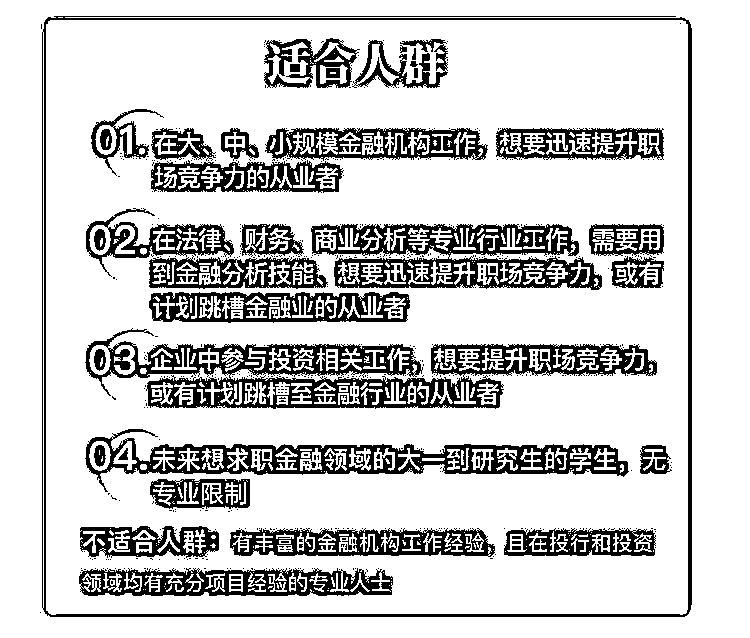 适合人群
01. 在大、中、小规模金融机构工作，想要迅速提升职
场竞争力的从业者
02. 在法律、财务、商业分析等专业行业工作，需要用
到金融分析技能、想要迅速提升职场竞争力，或有
计划跳槽金融业的从业者
03. 企业中参与投资相关工作，想要提升职场竞争力，
或有计划跳槽至金融行业的从业者
04. 未来想求职金融领域的大一到研究生的学生，无
专业限制
不适合人群：有丰富的金融机构工作经验，且在投行和投资
领域均有充分项目经验的专业人士